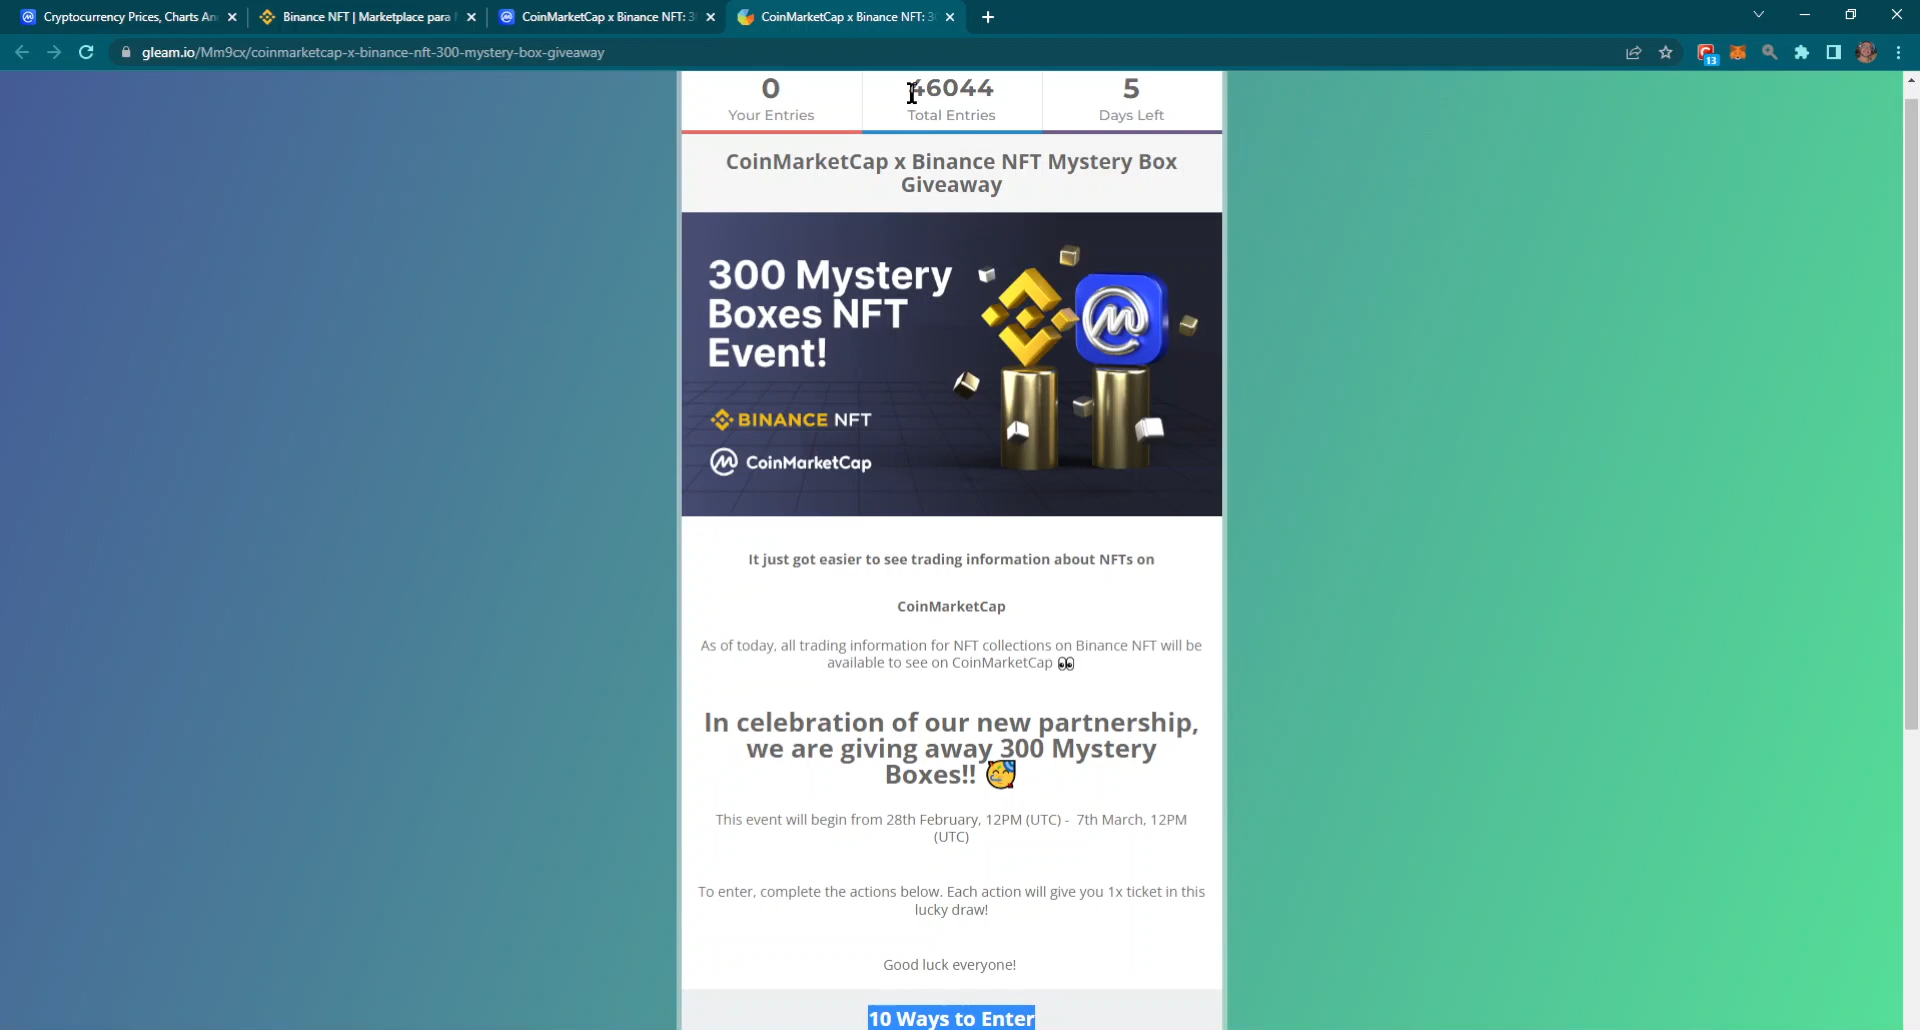 Cryptocurrency Prices, Charts An
Binance NFT | Marketplace para
CoinMarketCap x Binance NFT: 3
CoinMarketCap x Binance NFT: 3
gleam.io/Mm9cx/coinmarketcap-x-binance-nft-300-mystery-box-giveaway
13
0
46044
5
Your Entries
Total Entries
Days Left
CoinMarketCap x Binance NFT Mystery Box
Giveaway
300 Mystery
Boxes NFT
Event!
BINANCE NFT
CoinMarketCap
It just got easier to see trading information about NFTs on
CoinMarketCap
As of today, all trading information for NFT collections on Binance NFT will be
available to see on CoinMarketCap 👀
In celebration of our new partnership,
we are giving away 300 Mystery
Boxes!! 🥳
This event will begin from 28th February, 12PM (UTC) - 7th March, 12PM
(UTC)
To enter, complete the actions below. Each action will give you 1x ticket in this
lucky draw!
Good luck everyone!
10 Ways to Enter